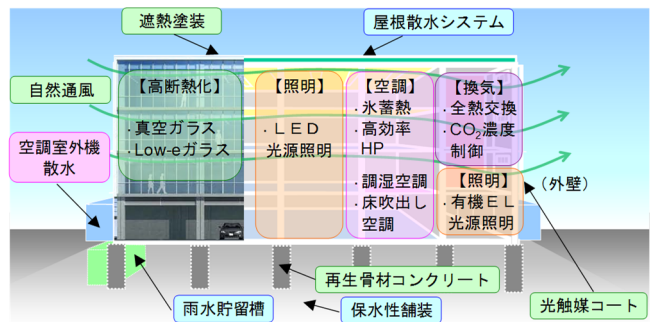 遮熱塗装
屋根散水システム
自然通風
【高断熱化】
・真空ガラス
・Low-eガラス
【照明】
・ＬＥＤ
光源照明
【空調】
・氷蓄熱
・高効率
HP
・調湿空調
・床吹出し
空調
【換気】
・全熱交換
・CO₂濃度
制御
【照明】
・有機ＥＬ
光源照明
空調室外機
散水
（外壁）
再生骨材コンクリート
雨水貯留槽
保水性舗装
光触媒コート